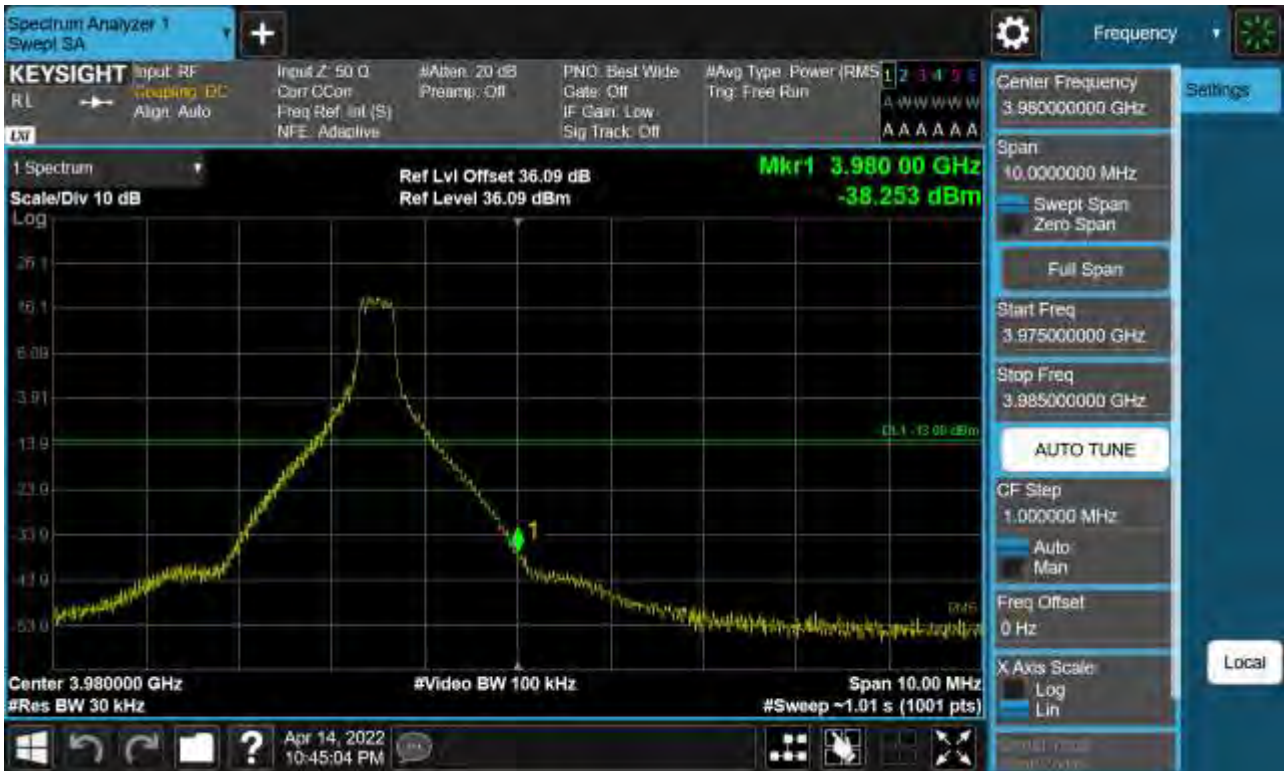 Spectrum Analyzer 1
Swept SA
Frequency
KEYSIGHT
Input: RF
Coupling: DC
Align: Auto
RL
Input Z: 50 Ω
Corr CCorr
Freq Ref: Int (S)
NFE: Adaptive
#Atten: 20 dB
Preamp: Off
PNO: Best Wide
Gate: Off
IF Gain: Low
Sig Track: Off
#Avg Type: Power (RMS
Trig: Free Run
1 2 3 4 5 6
A W W W W W
A A A A A A
LXI
1 Spectrum
Scale/Div 10 dB
Log
Ref Lvl Offset 36.09 dB
Ref Level 36.09 dBm
Mkr1 3.980 00 GHz
-38.253 dBm
26.1
16.1
6.09
-3.91
-13.9
-23.9
-33.9
-43.9
-53.9
DL1 -13.00 dBm
1
RMS
Center 3.980000 GHz
#Res BW 30 kHz
#Video BW 100 kHz
Span 10.00 MHz
#Sweep ~1.01 s (1001 pts)
Apr 14, 2022
10:45:04 PM
Center Frequency
3.980000000 GHz
Settings
Span
10.0000000 MHz
Swept Span
Zero Span
Full Span
Start Freq
3.975000000 GHz
Stop Freq
3.985000000 GHz
AUTO TUNE
CF Step
1.000000 MHz
Auto
Man
Freq Offset
0 Hz
X Axis Scale
Log
Lin
Local